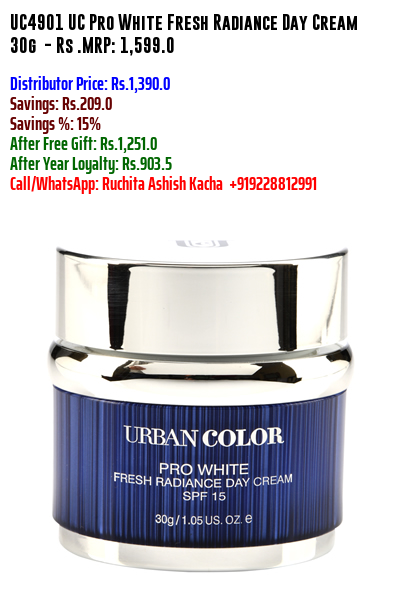 UC4901 UC Pro White Fresh Radiance Day Cream
30g - Rs .MRP: 1,599.0
Distributor Price: Rs.1,390.0
Savings: Rs.209.0
Savings %: 15%
After Free Gift: Rs.1,251.0
After Year Loyalty: Rs.903.5
Call/WhatsApp: Ruchita Ashish Kacha +919228812991
URBAN COLOR
PRO WHITE
FRESH RADIANCE DAY CREAM
SPF 15
30g / 1.05 US. OZ. e